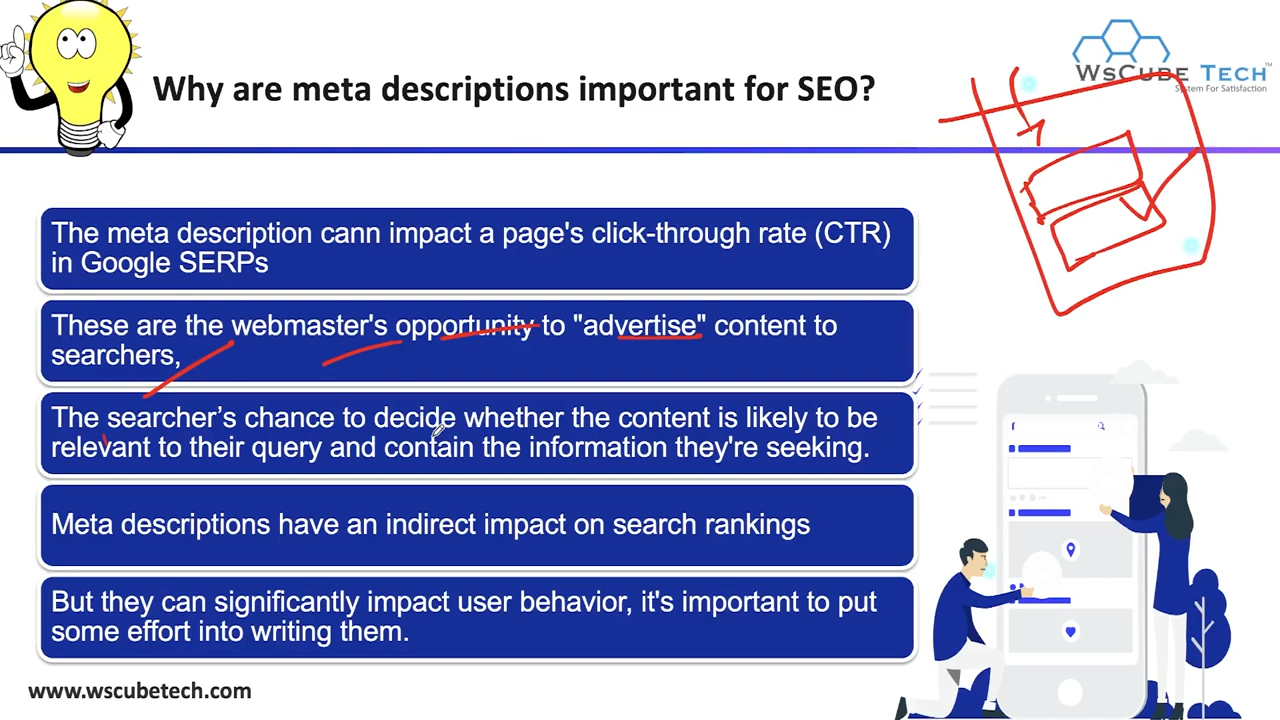 WsCube Tech™
System For Satisfaction
Why are meta descriptions important for SEO?
The meta description cann impact a page's click-through rate (CTR)
in Google SERPs
These are the webmaster's opportunity to "advertise" content to
searchers,
The searcher’s chance to decide whether the content is likely to be
relevant to their query and contain the information they're seeking.
Meta descriptions have an indirect impact on search rankings
But they can significantly impact user behavior, it's important to put
some effort into writing them.
f
www.wscubetech.com